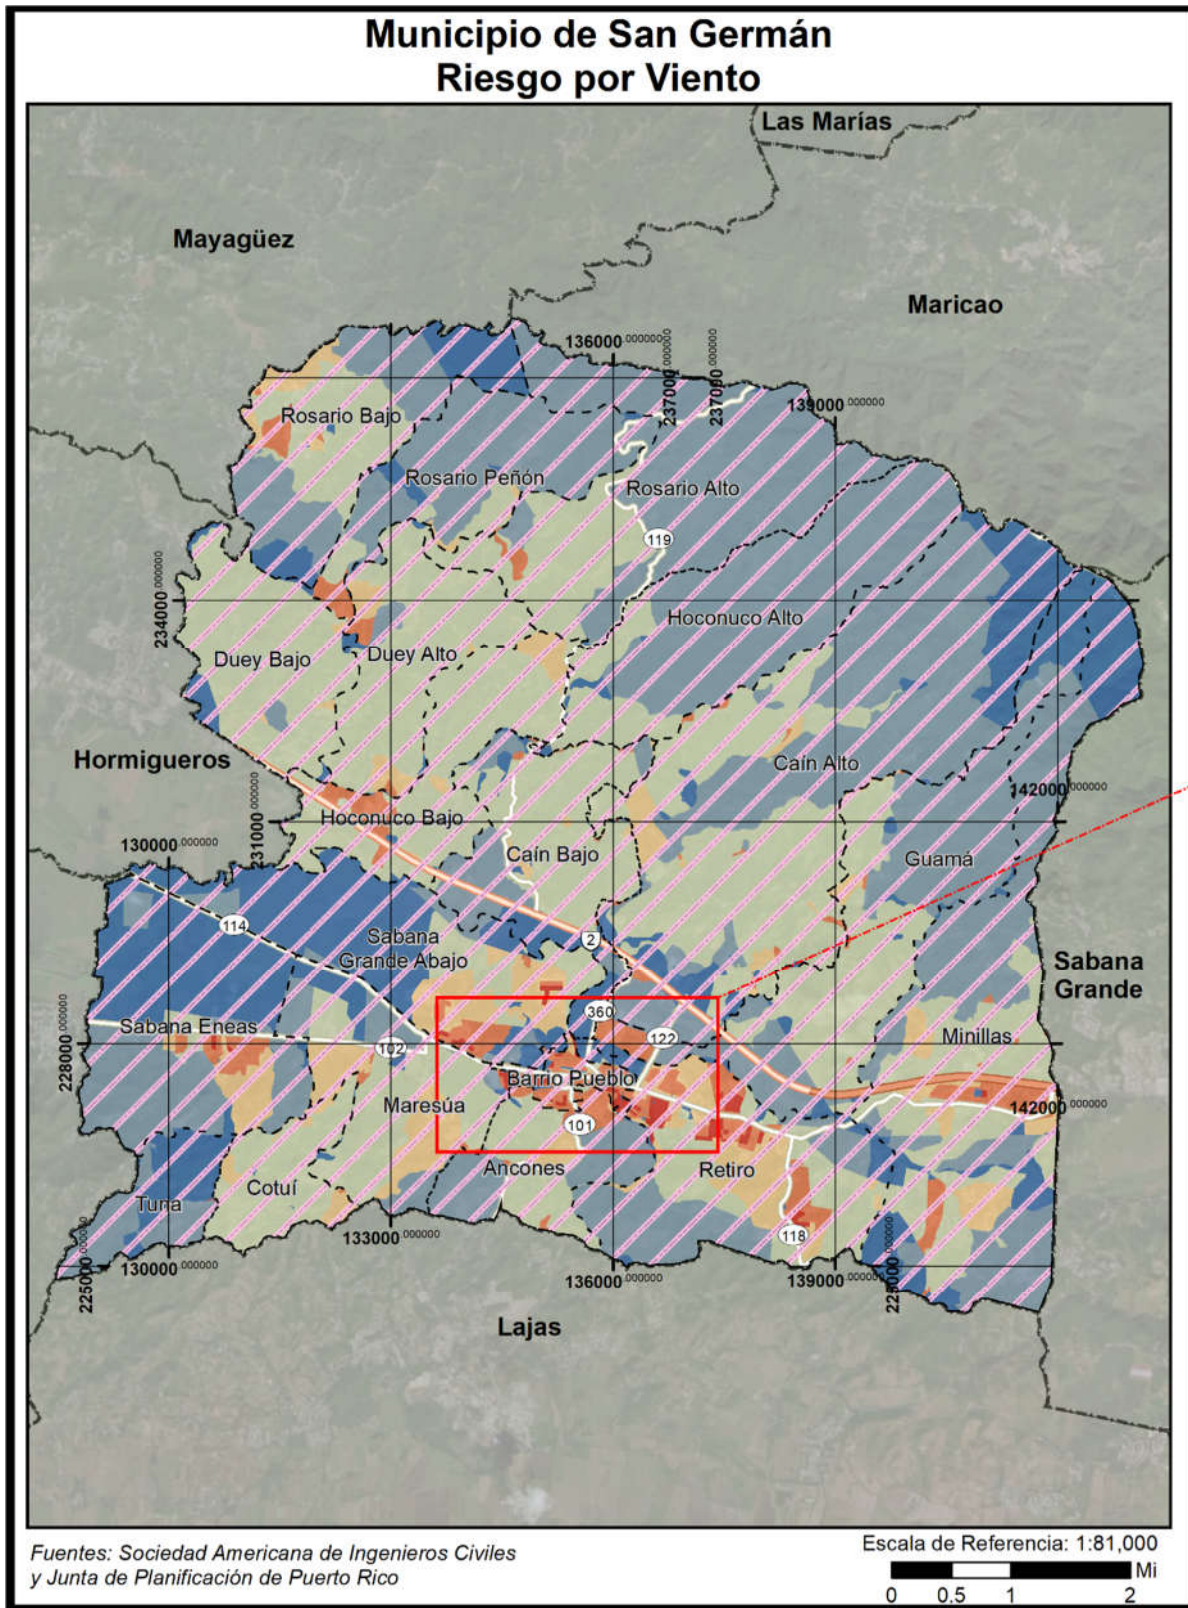 Municipio de San Germán
Riesgo por Viento
Las Marías
Mayagüez
Maricao
136000.000000
237000.000000
237000.000000
139000.000000
Rosario Bajo
Rosario Peñón
Rosario Alto
119
234000.000000
Hoconuco Alto
Duey Bajo
Duey Alto
Hormigueros
Caín Alto
142000.000000
231000.000000
Hoconuco Bajo
130000.000000
Caín Bajo
Guamá
114
Sabana
Grande Abajo
2
Sabana
Grande
360
Sabana Eneas
122
Minillas
102
228000.000000
Barrio Pueblo
Maresúa
142000.000000
101
Ancones
Retiro
Cotuí
Tuna
133000.000000
118
225000.000000
130000.000000
136000.000000
139000.000000
225000.000000
Lajas
Fuentes: Sociedad Americana de Ingenieros Civiles
y Junta de Planificación de Puerto Rico
Escala de Referencia: 1:81,000
Mi
0 0.5 1 2